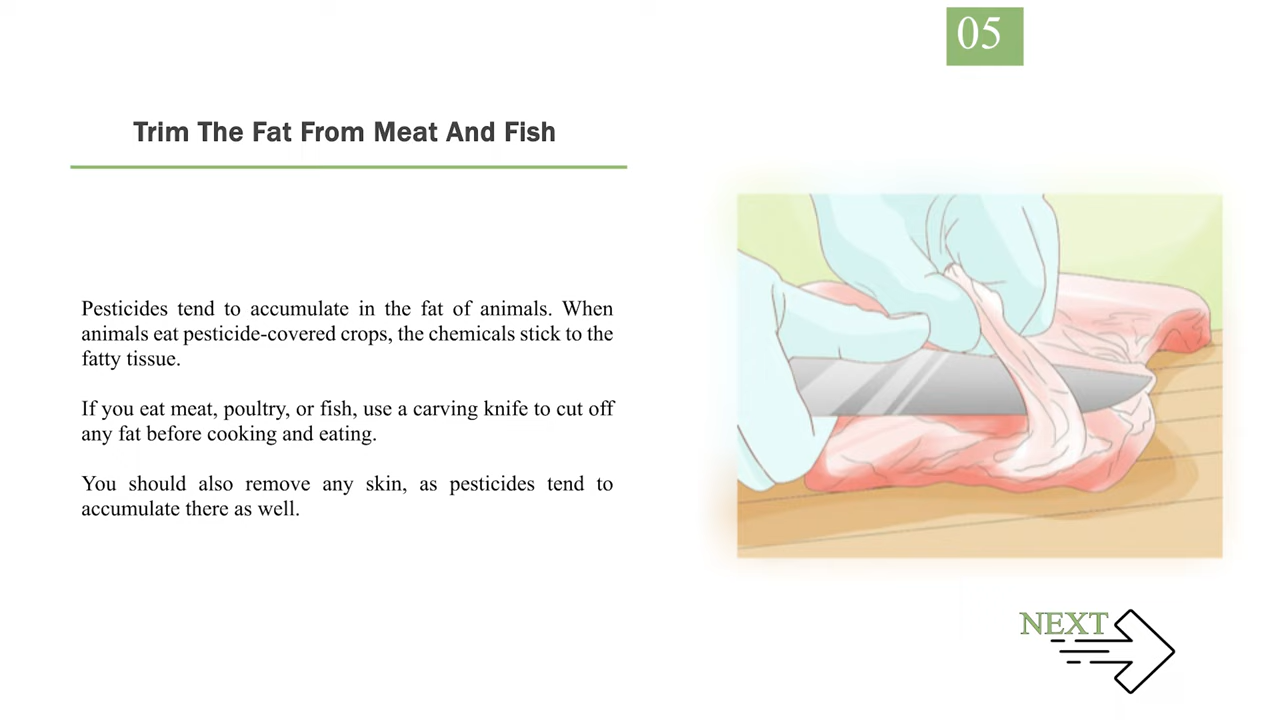 05
Trim The Fat From Meat And Fish
Pesticides tend to accumulate in the fat of animals. When
animals eat pesticide-covered crops, the chemicals stick to the
fatty tissue.
If you eat meat, poultry, or fish, use a carving knife to cut off
any fat before cooking and eating.
You should also remove any skin, as pesticides tend to
accumulate there as well.
NEXT